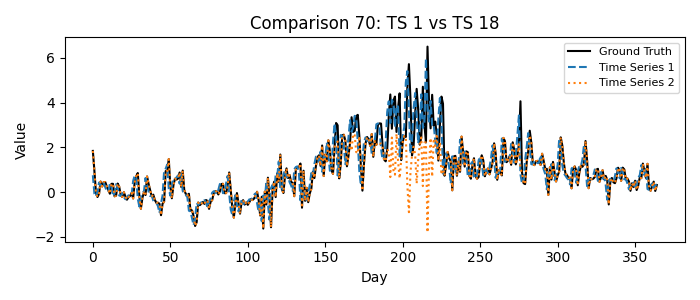 Comparison 70: TS 1 vs TS 18
Ground Truth
Time Series 1
Time Series 2
Value
6
4
2
0
−2
0
50
100
150
200
250
300
350
Day